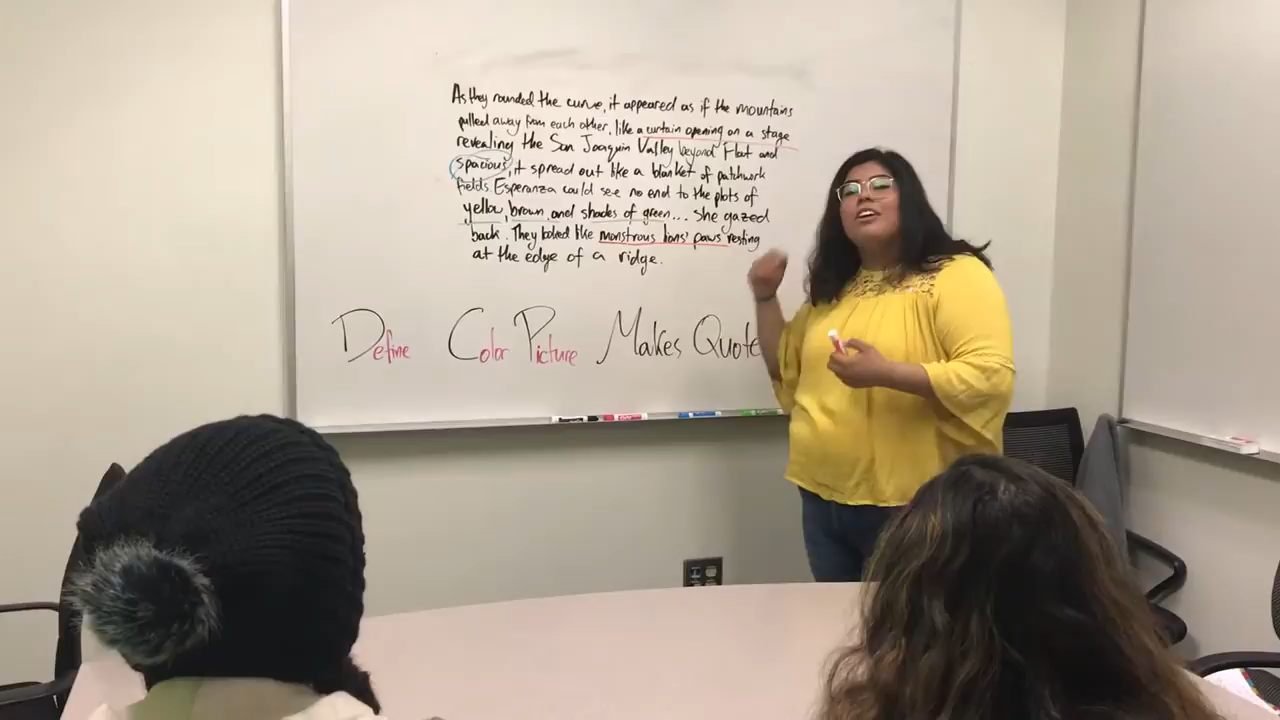 As they rounded the curve, it appeared as if the mountains
pulled away from each other, like a curtain opening on a stage
revealing the San Joaquin Valley beyond Flat and
spacious, it spread out like a blanket of patchwork
fields. Esperanza could see no end to the plots of
yellow, brown, and shades of green... She gazed
back. They looked like monstrous lions' paws resting
at the edge of a ridge.
Define Color Picture Makes Quote